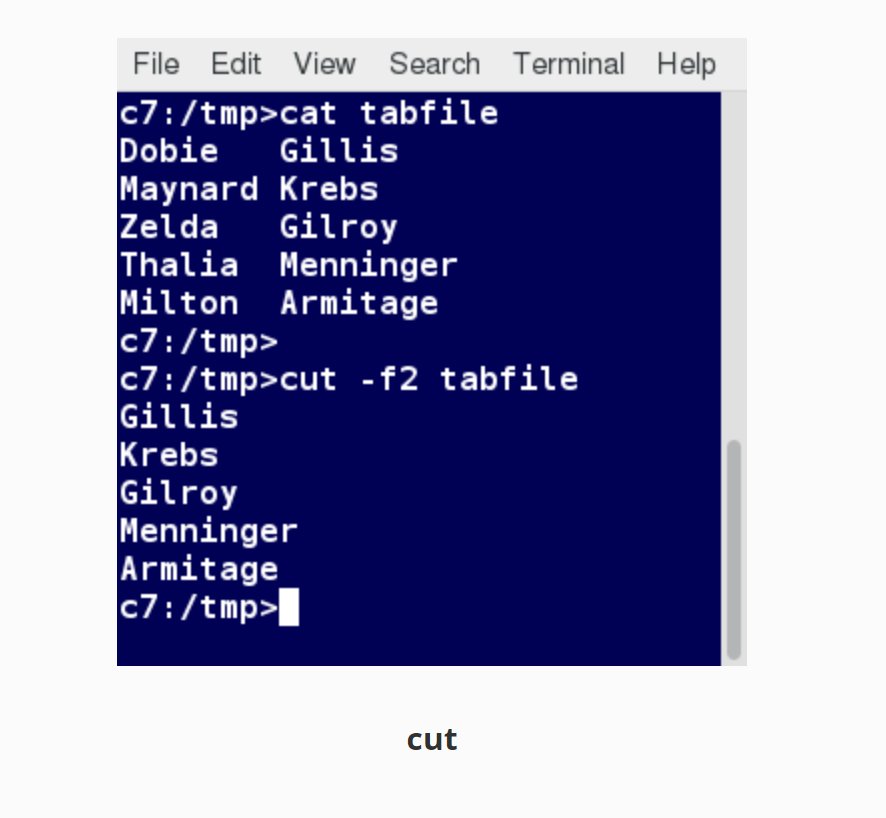 File Edit View Search Terminal Help
c7:/tmp>cat tabfile
Dobie   Gillis
Maynard Krebs
Zelda   Gilroy
Thalia  Menninger
Milton  Armitage
c7:/tmp>
c7:/tmp>cut -f2 tabfile
Gillis
Krebs
Gilroy
Menninger
Armitage
c7:/tmp>
cut